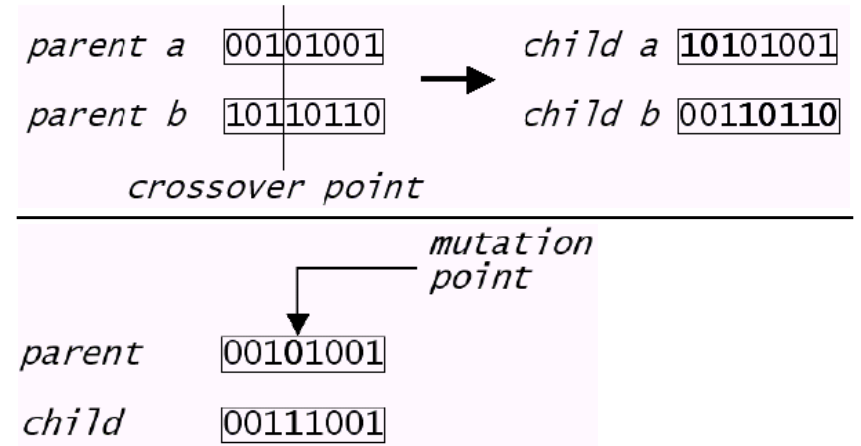 parent a 00101001 child a 10101001
parent b 10110110 child b 00110110
crossover point
mutation
point
parent 00101001
child 00111001